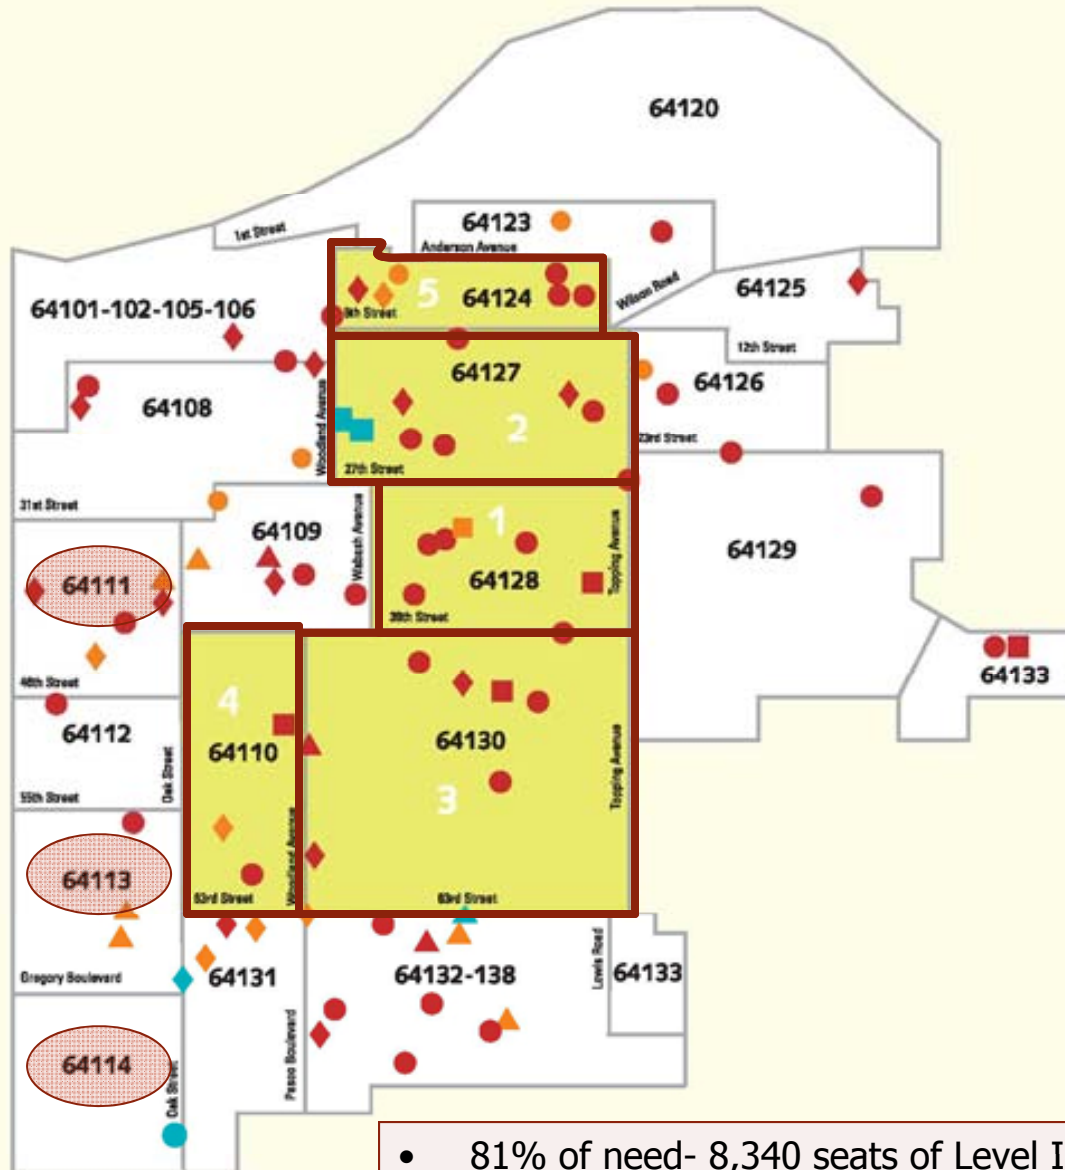 64120
64123
1st Street
Anderson Avenue
64125
Wilson Road
5
64124
64101-102-105-106
9th Street
12th Street
64127
64126
64108
Woodland Avenue
2
23rd Street
27th Street
31st Street
1
64109
Wabash Avenue
Topping Avenue
64129
64111
64128
39th Street
48th Street
64133
4
64112
64110
64130
Oak Street
Topping Avenue
55th Street
3
64113
Woodland Avenue
63rd Street
63rd Street
Gregory Boulevard
64131
64132-138
Lewis Road
64133
Paseo Boulevard
64114
Oak Street
• 81% of need- 8,340 seats of Level I